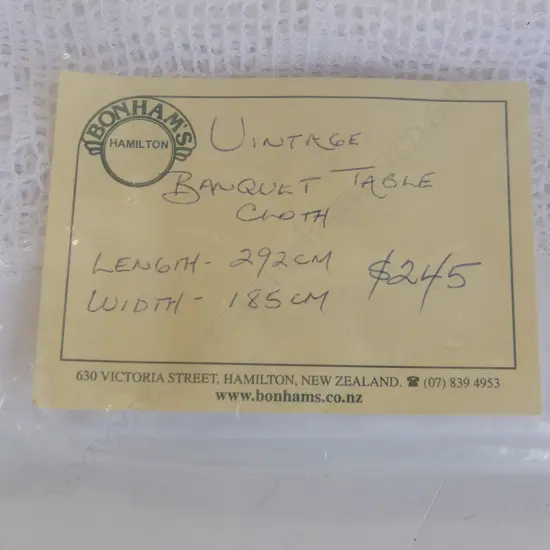 BONHAM'S
HAMILTON
VINTAGE
BANQUET TABLE
CLOTH
LENGTH - 292CM
WIDTH - 185CM
$245
630 VICTORIA STREET, HAMILTON, NEW ZEALAND. ☎ (07) 839 4953
www.bonhams.co.nz